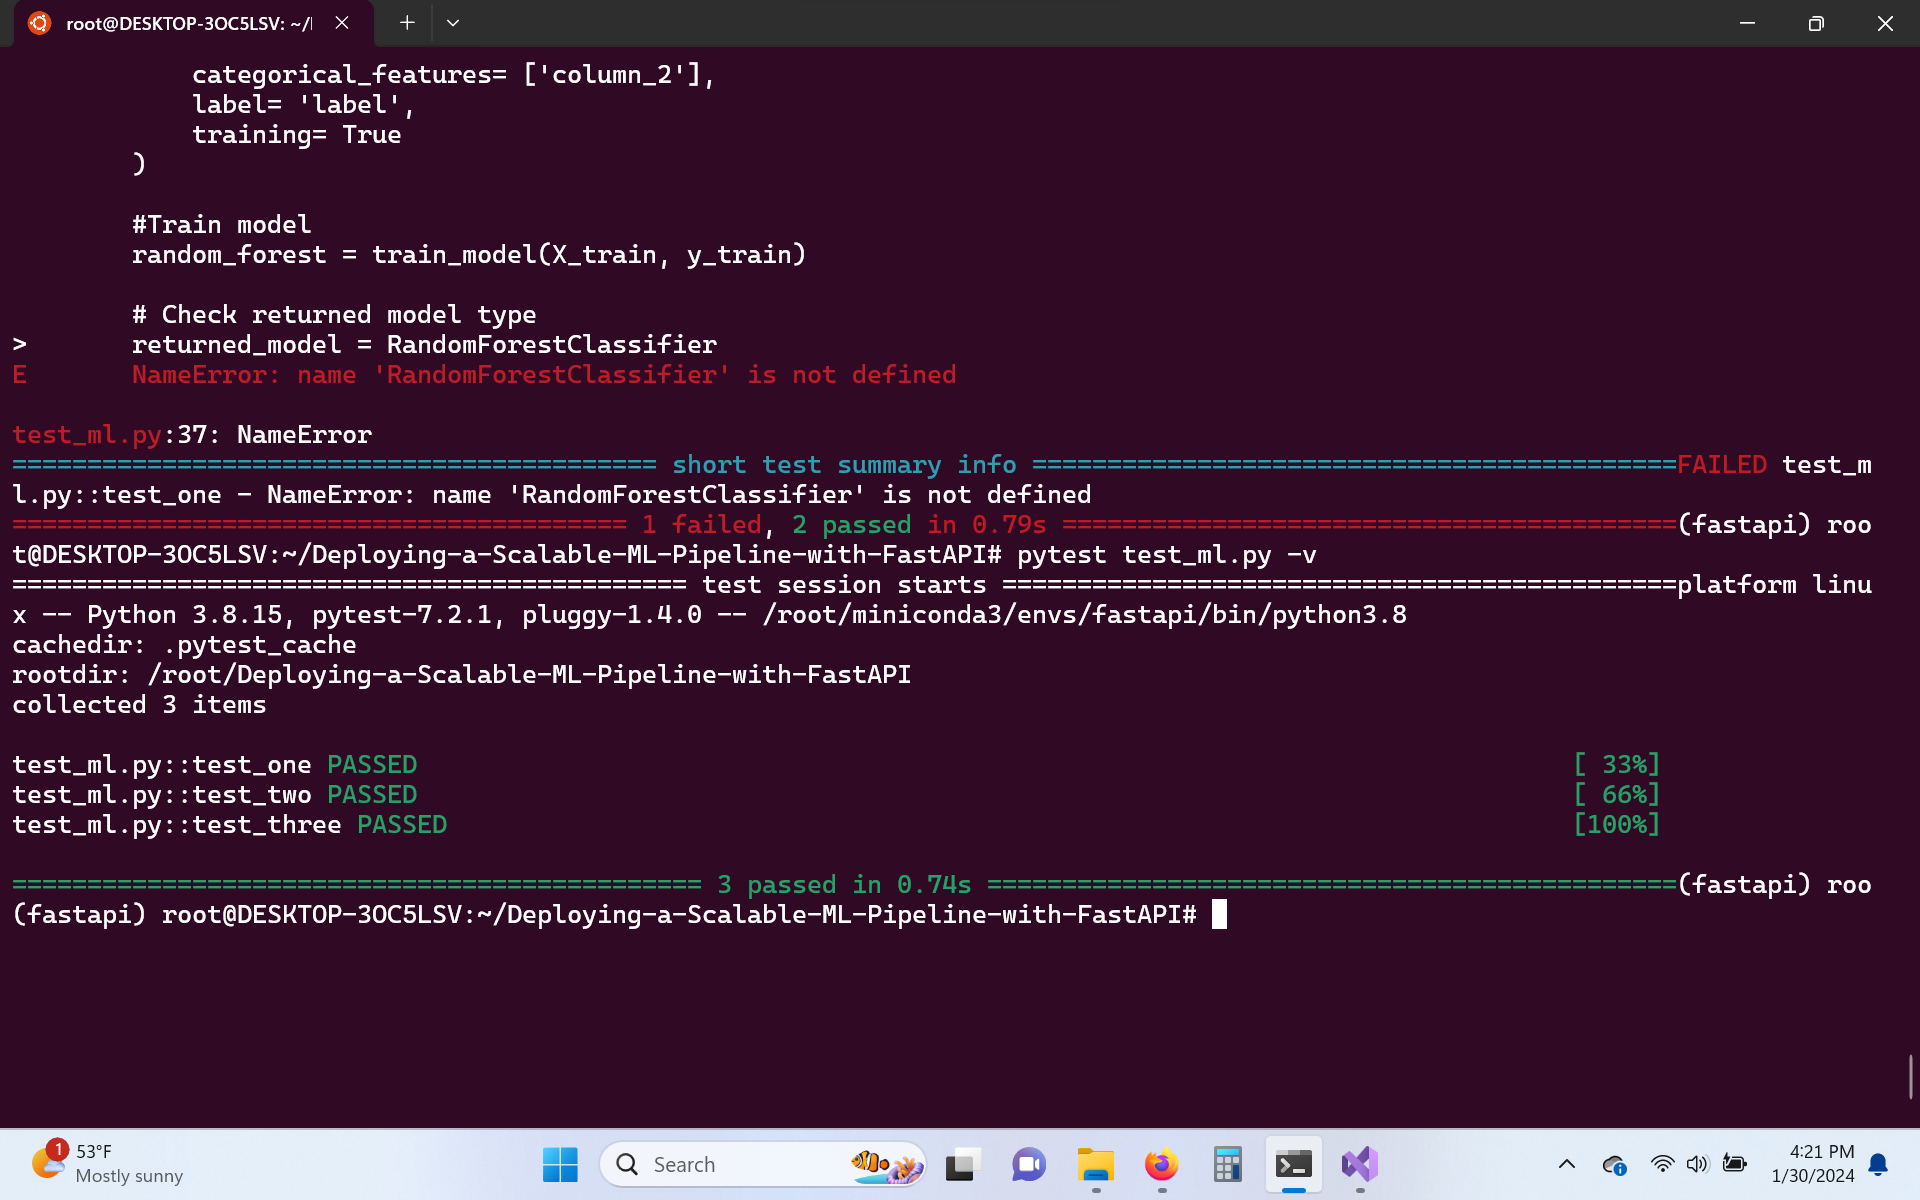 root@DESKTOP-3OC5LSV: ~/
categorical_features= ['column_2'],
label= 'label',
training= True
)
#Train model
random_forest = train_model(X_train, y_train)
# Check returned model type
> returned_model = RandomForestClassifier
E NameError: name 'RandomForestClassifier' is not defined
test_ml.py:37: NameError
=========================================== short test summary info ===========================================FAILED test_m
l.py::test_one - NameError: name 'RandomForestClassifier' is not defined
========================================= 1 failed, 2 passed in 0.79s =========================================(fastapi) roo
t@DESKTOP-3OC5LSV:~/Deploying-a-Scalable-ML-Pipeline-with-FastAPI# pytest test_ml.py -v
============================================= test session starts =============================================platform linu
x -- Python 3.8.15, pytest-7.2.1, pluggy-1.4.0 -- /root/miniconda3/envs/fastapi/bin/python3.8
cachedir: .pytest_cache
rootdir: /root/Deploying-a-Scalable-ML-Pipeline-with-FastAPI
collected 3 items
test_ml.py::test_one PASSED [ 33%]
test_ml.py::test_two PASSED [ 66%]
test_ml.py::test_three PASSED [100%]
============================================== 3 passed in 0.74s ==============================================(fastapi) roo
(fastapi) root@DESKTOP-3OC5LSV:~/Deploying-a-Scalable-ML-Pipeline-with-FastAPI#
1
53°F
Mostly sunny
Search
4:21 PM
1/30/2024